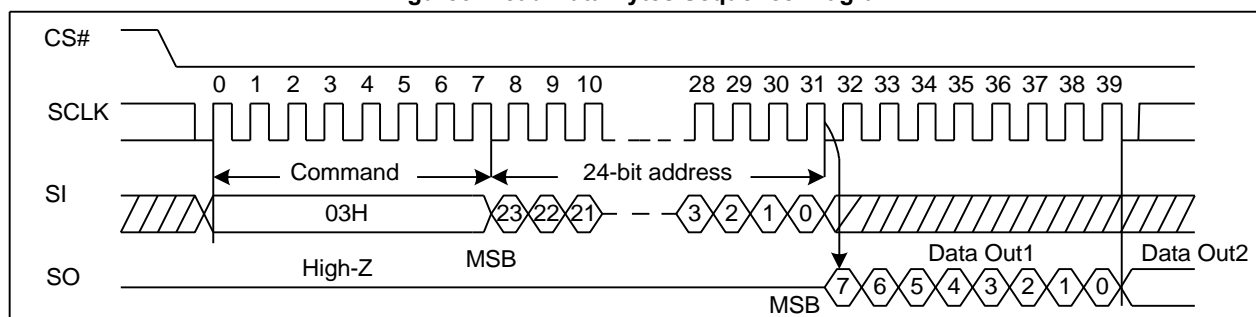 CS#
0 1 2 3 4 5 6 7 8 9 10 28 29 30 31 32 33 34 35 36 37 38 39
SCLK
Command 24-bit address
SI
03H 23 22 21 3 2 1 0
High-Z MSB Data Out1 Data Out2
SO
MSB 7 6 5 4 3 2 1 0